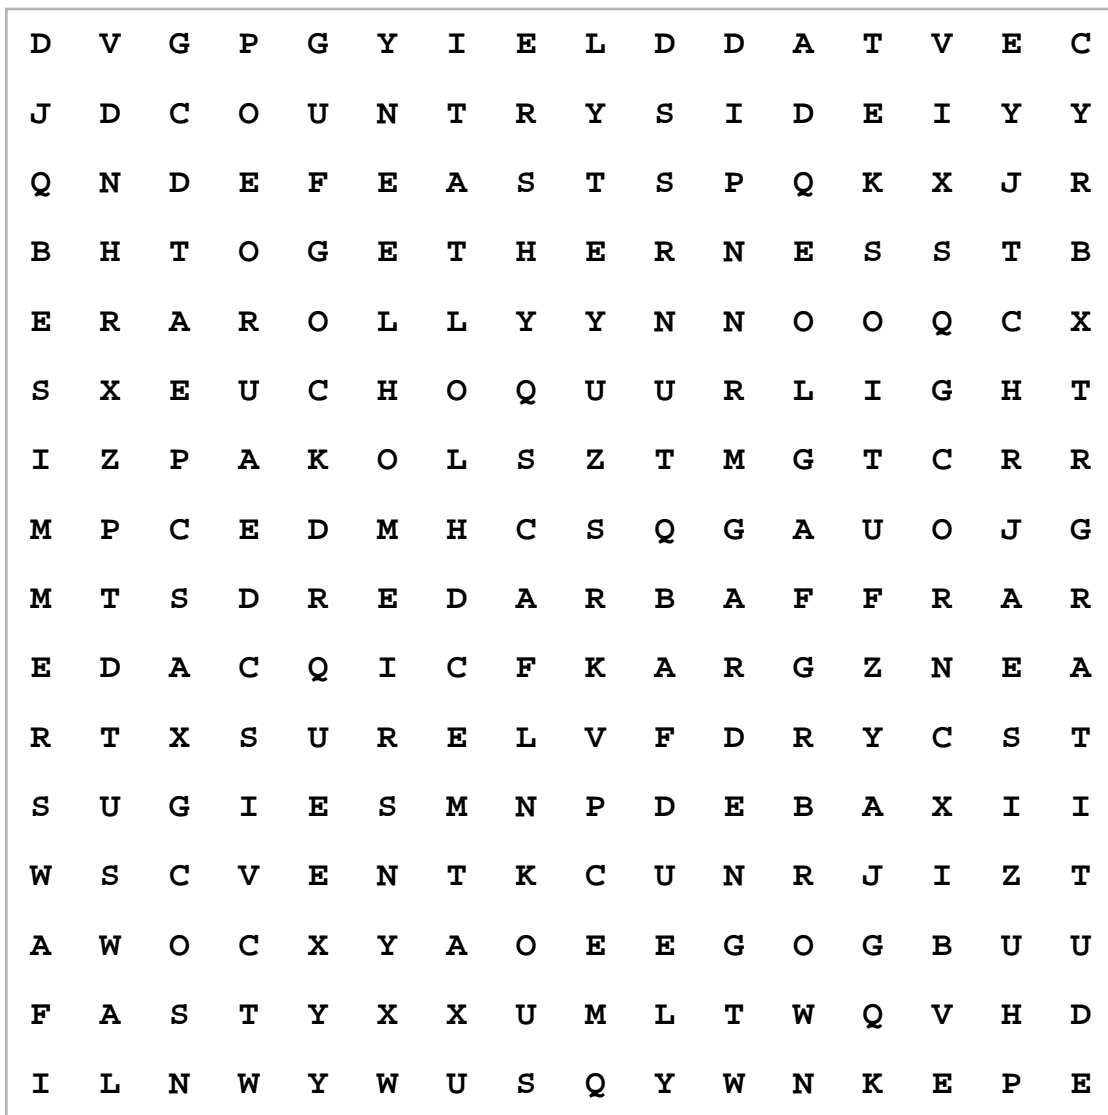 D V G P G Y I E L D D A T V E C
J D C O U N T R Y S I D E I Y Y
Q N D E F E A S T S P Q K X J R
B H T O G E T H E R N E S S T B
E R A R O L L Y Y N N O O Q C X
S X E U C H O Q U U R L I G H T
I Z P A K O L S Z T M G T C R R
M P C E D M H C S Q G A U O J G
M T S D R E D A R B A F F R A R
E D A C Q I C F K A R G Z N E A
R T X S U R E L V F D R Y C S T
S U G I E S M N P D E B A X I I
W S C V E N T K C U N R J I Z T
A W O C X Y A O E E G O G B U U
F A S T Y X X U M L T W Q V H D
I L N W Y W U S Q Y W N K E P E